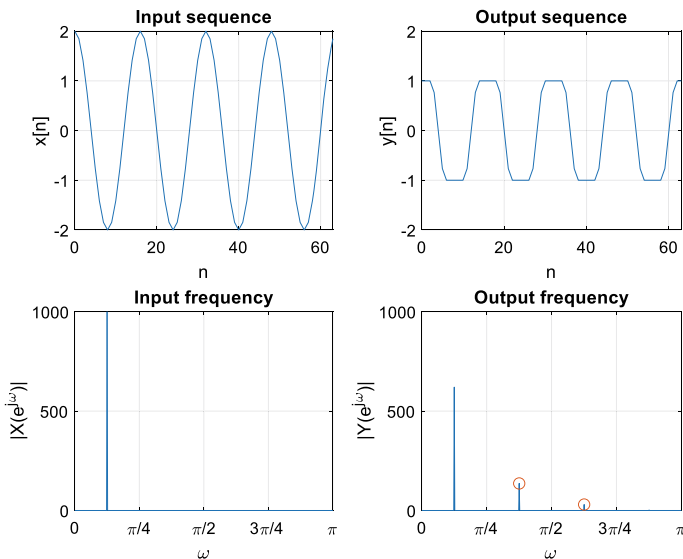 Input sequence
2
1
0
-1
-2
x[n]
0
20
40
60
n
Output sequence
2
1
0
-1
-2
y[n]
0
20
40
60
n
Input frequency
1000
500
0
|X(e^{jω})|
0
π/4
π/2
3π/4
π
ω
Output frequency
1000
500
0
|Y(e^{jω})|
0
π/4
π/2
3π/4
π
ω